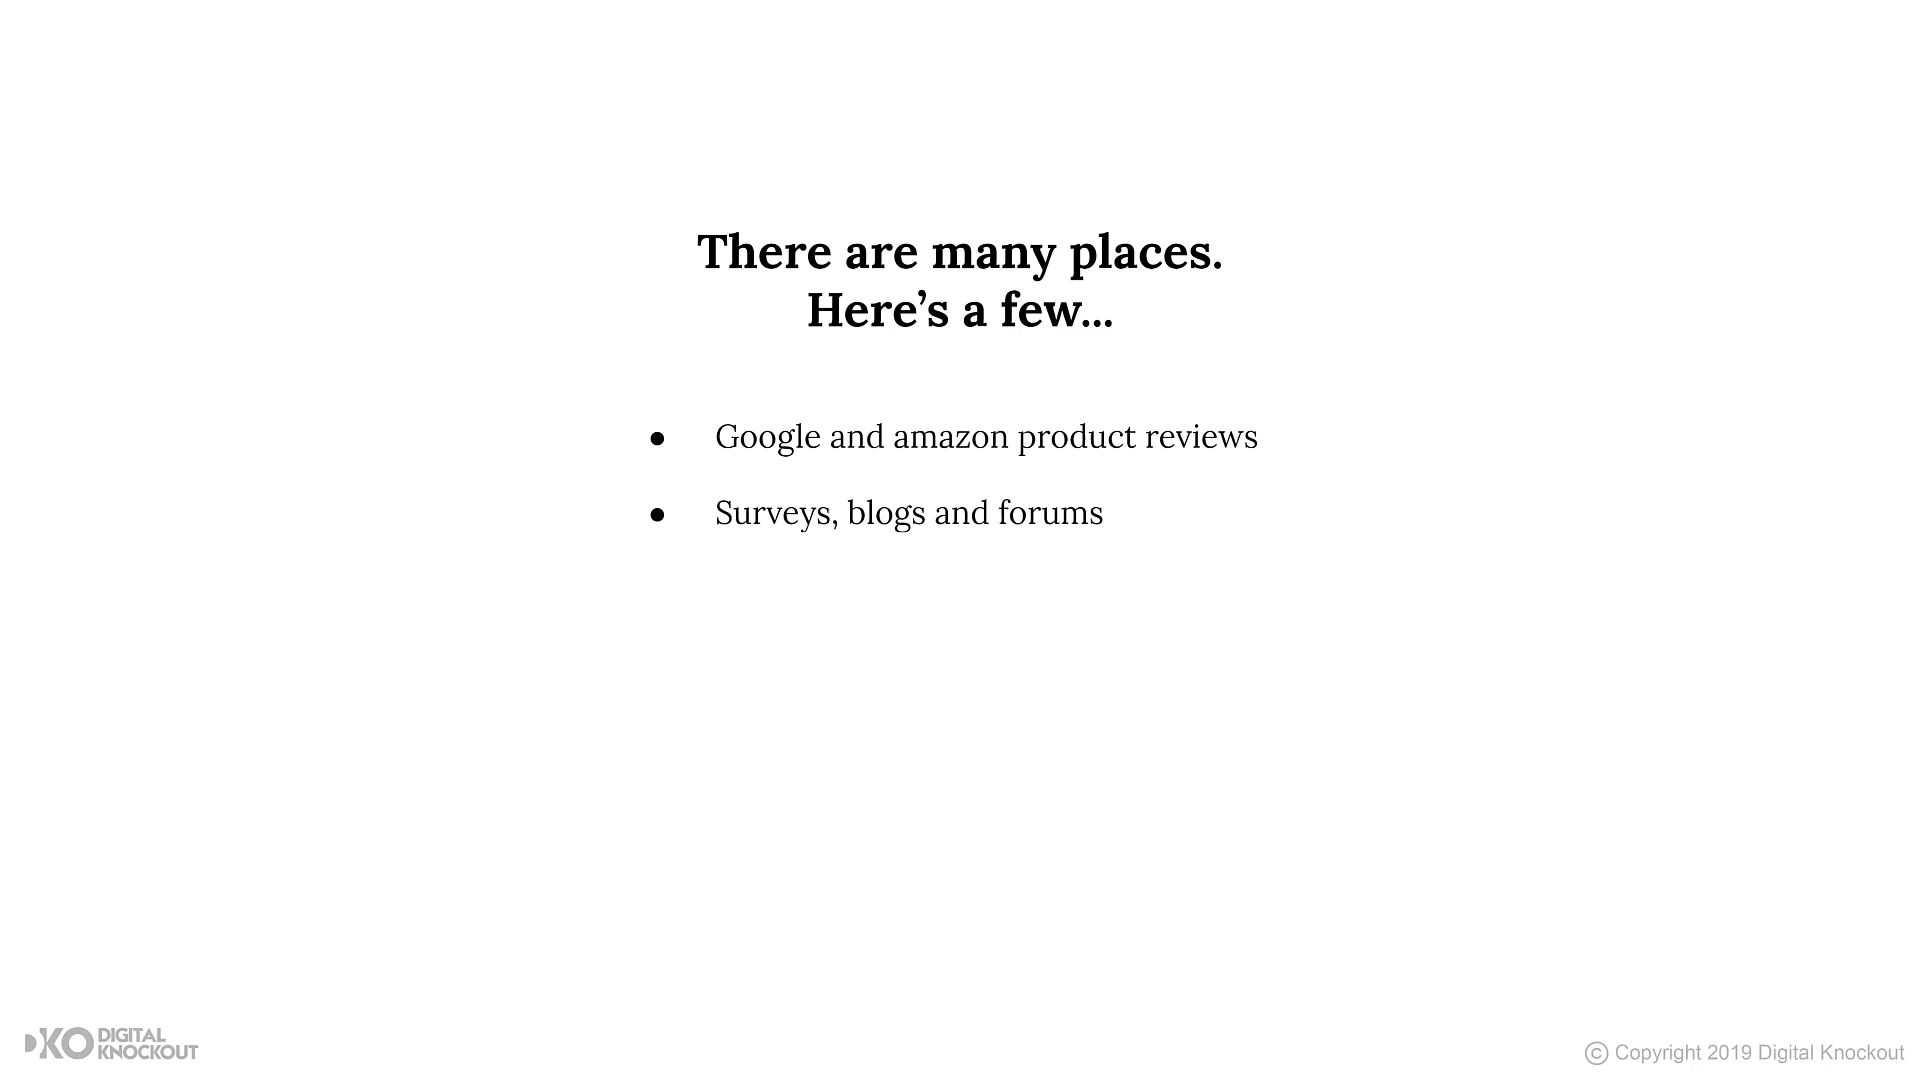 There are many places.
Here’s a few...
● Google and amazon product reviews
● Surveys, blogs and forums
KO DIGITAL
KNOCKOUT
© Copyright 2019 Digital Knockout